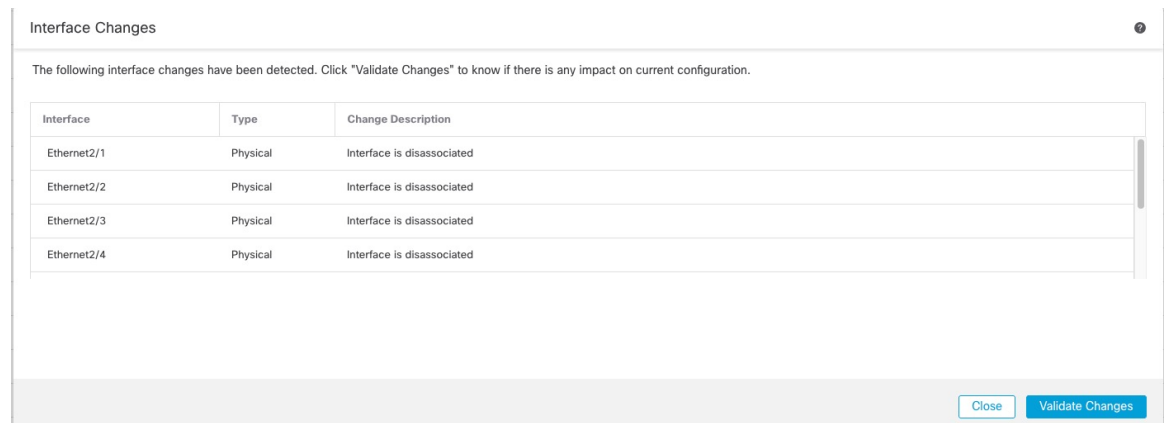 Interface Changes
The following interface changes have been detected. Click "Validate Changes" to know if there is any impact on current configuration.
Interface Type Change Description
Ethernet2/1 Physical Interface is disassociated
Ethernet2/2 Physical Interface is disassociated
Ethernet2/3 Physical Interface is disassociated
Ethernet2/4 Physical Interface is disassociated
Close Validate Changes